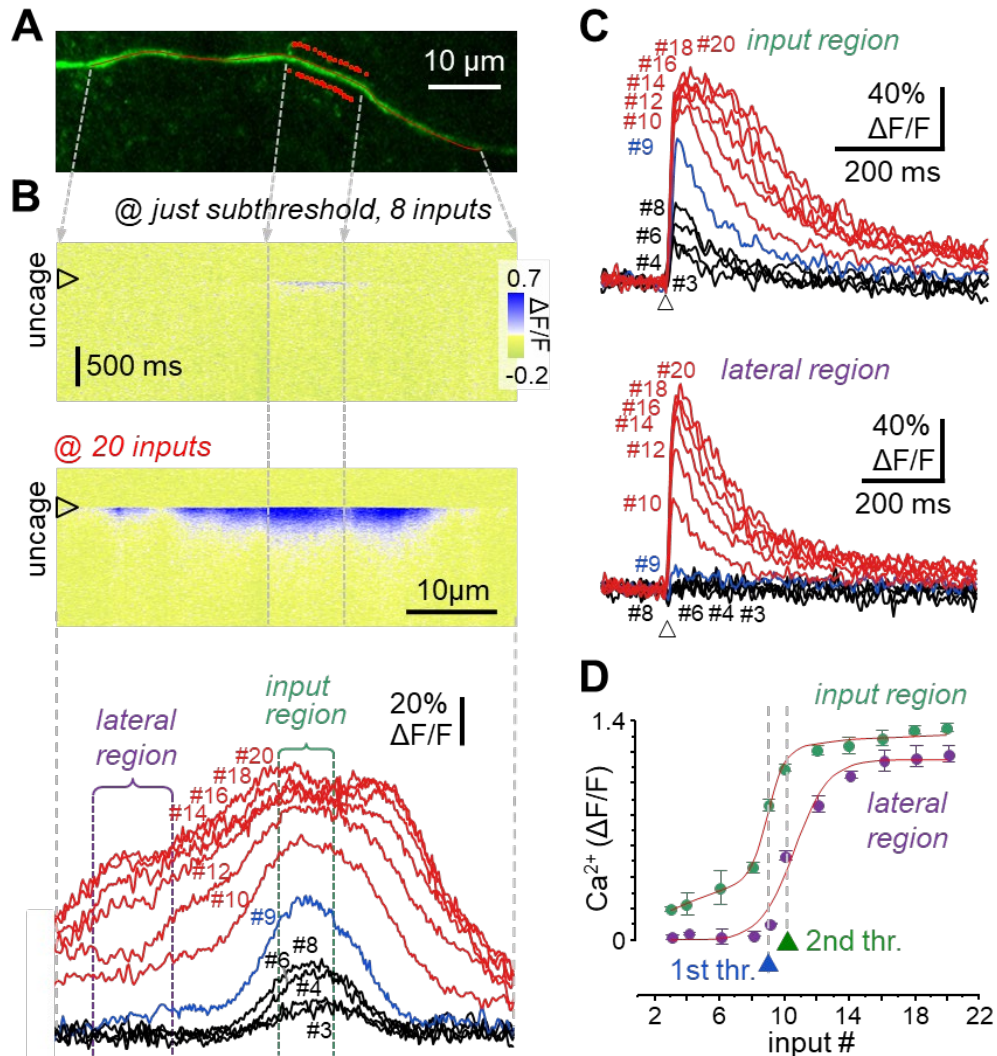 A
10 µm
B
@ just subthreshold, 8 inputs
uncage
0.7
ΔF/F
-0.2
500 ms
@ 20 inputs
uncage
10µm
lateral
region
input
region
20%
ΔF/F
#20
#18
#16
#14
#12
#10
#9
#8
#6
#4
#3
C
input region
#18 #20
#16
#14
#12
#10
#9
#8
#6
#4
#3
40%
ΔF/F
200 ms
lateral region
#20
#18
#16
#14
#12
#10
#9
#8 #6 #4 #3
40%
ΔF/F
200 ms
D
input region
lateral
region
1.4
Ca²⁺ (ΔF/F)
0
1st thr.
2nd thr.
2 6 10 14 18 22
input #